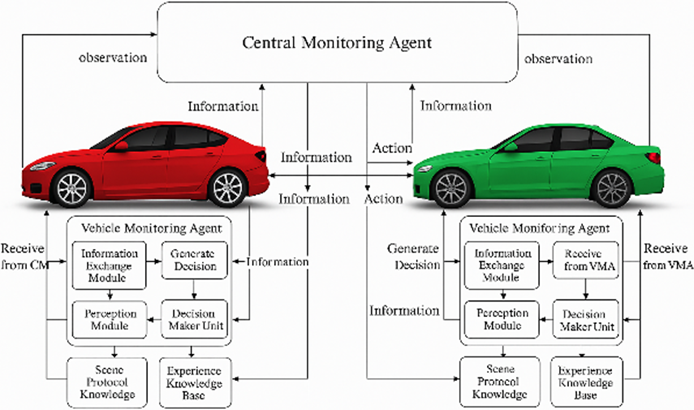 Central Monitoring Agent
observation
observation
Information
Information
Action
Information
Information
Action
Vehicle Monitoring Agent
Vehicle Moniforing Agent
Receive
from CM
Information
Exchange
Module
Generate
Decision
Information
Perception
Module
Decision
Maker Unit
Scene
Protocol
Knowledge
Experience
Knowledge
Base
Generate
Decision
Information
Exchange
Module
Receive
from VMA
Receive
from VMA
Information
Perception
Module
Decision
Maker Unit
Scene
Protocol
Knowledge
Experience
Knowledge
Base